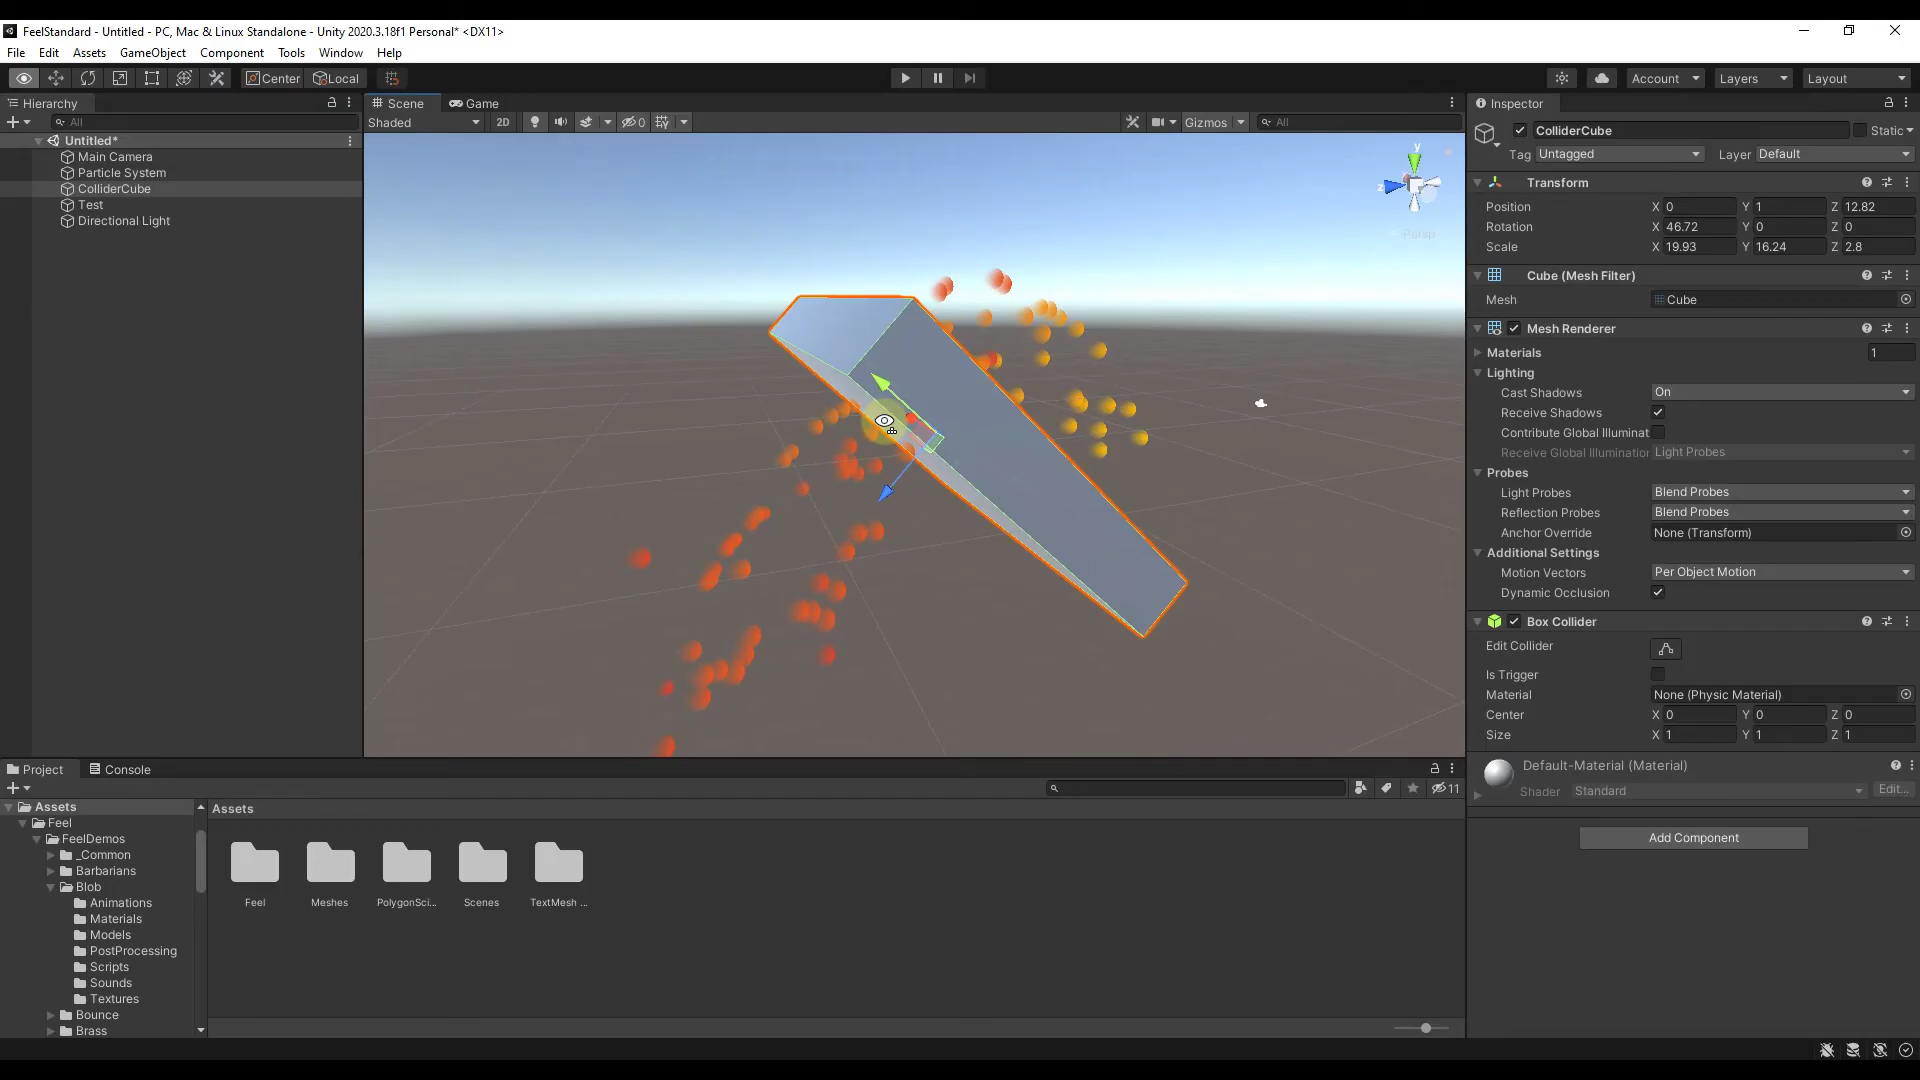 FeelStandard - Untitled - PC, Mac & Linux Standalone - Unity 2020.3.18f1 Personal* <DX11>
File Edit Assets GameObject Component Tools Window Help
Center Local Account Layers Layout
Hierarchy
All
Untitled*
Main Camera
Particle System
ColliderCube
Test
Directional Light
Scene Game
Shaded 2D 0 Gizmos All
y
z
Persp
Inspector
ColliderCube Static
Tag Untagged Layer Default
Transform
Position X 0 Y 1 Z 12.82
Rotation X 46.72 Y 0 Z 0
Scale X 19.93 Y 16.24 Z 2.8
Cube (Mesh Filter)
Mesh Cube
Mesh Renderer
Materials 1
Lighting
Cast Shadows On
Receive Shadows
Contribute Global Illuminat
Receive Global Illumination Light Probes
Probes
Light Probes Blend Probes
Reflection Probes Blend Probes
Anchor Override None (Transform)
Additional Settings
Motion Vectors Per Object Motion
Dynamic Occlusion
Box Collider
Edit Collider
Is Trigger
Material None (Physic Material)
Center X 0 Y 0 Z 0
Size X 1 Y 1 Z 1
Default-Material (Material)
Shader Standard Edit...
Add Component
Project Console
11
Assets
Feel
FeelDemos
_Common
Barbarians
Blob
Animations
Materials
Models
PostProcessing
Scripts
Sounds
Textures
Bounce
Brass
Assets
Feel Meshes PolygonSci... Scenes TextMesh ...